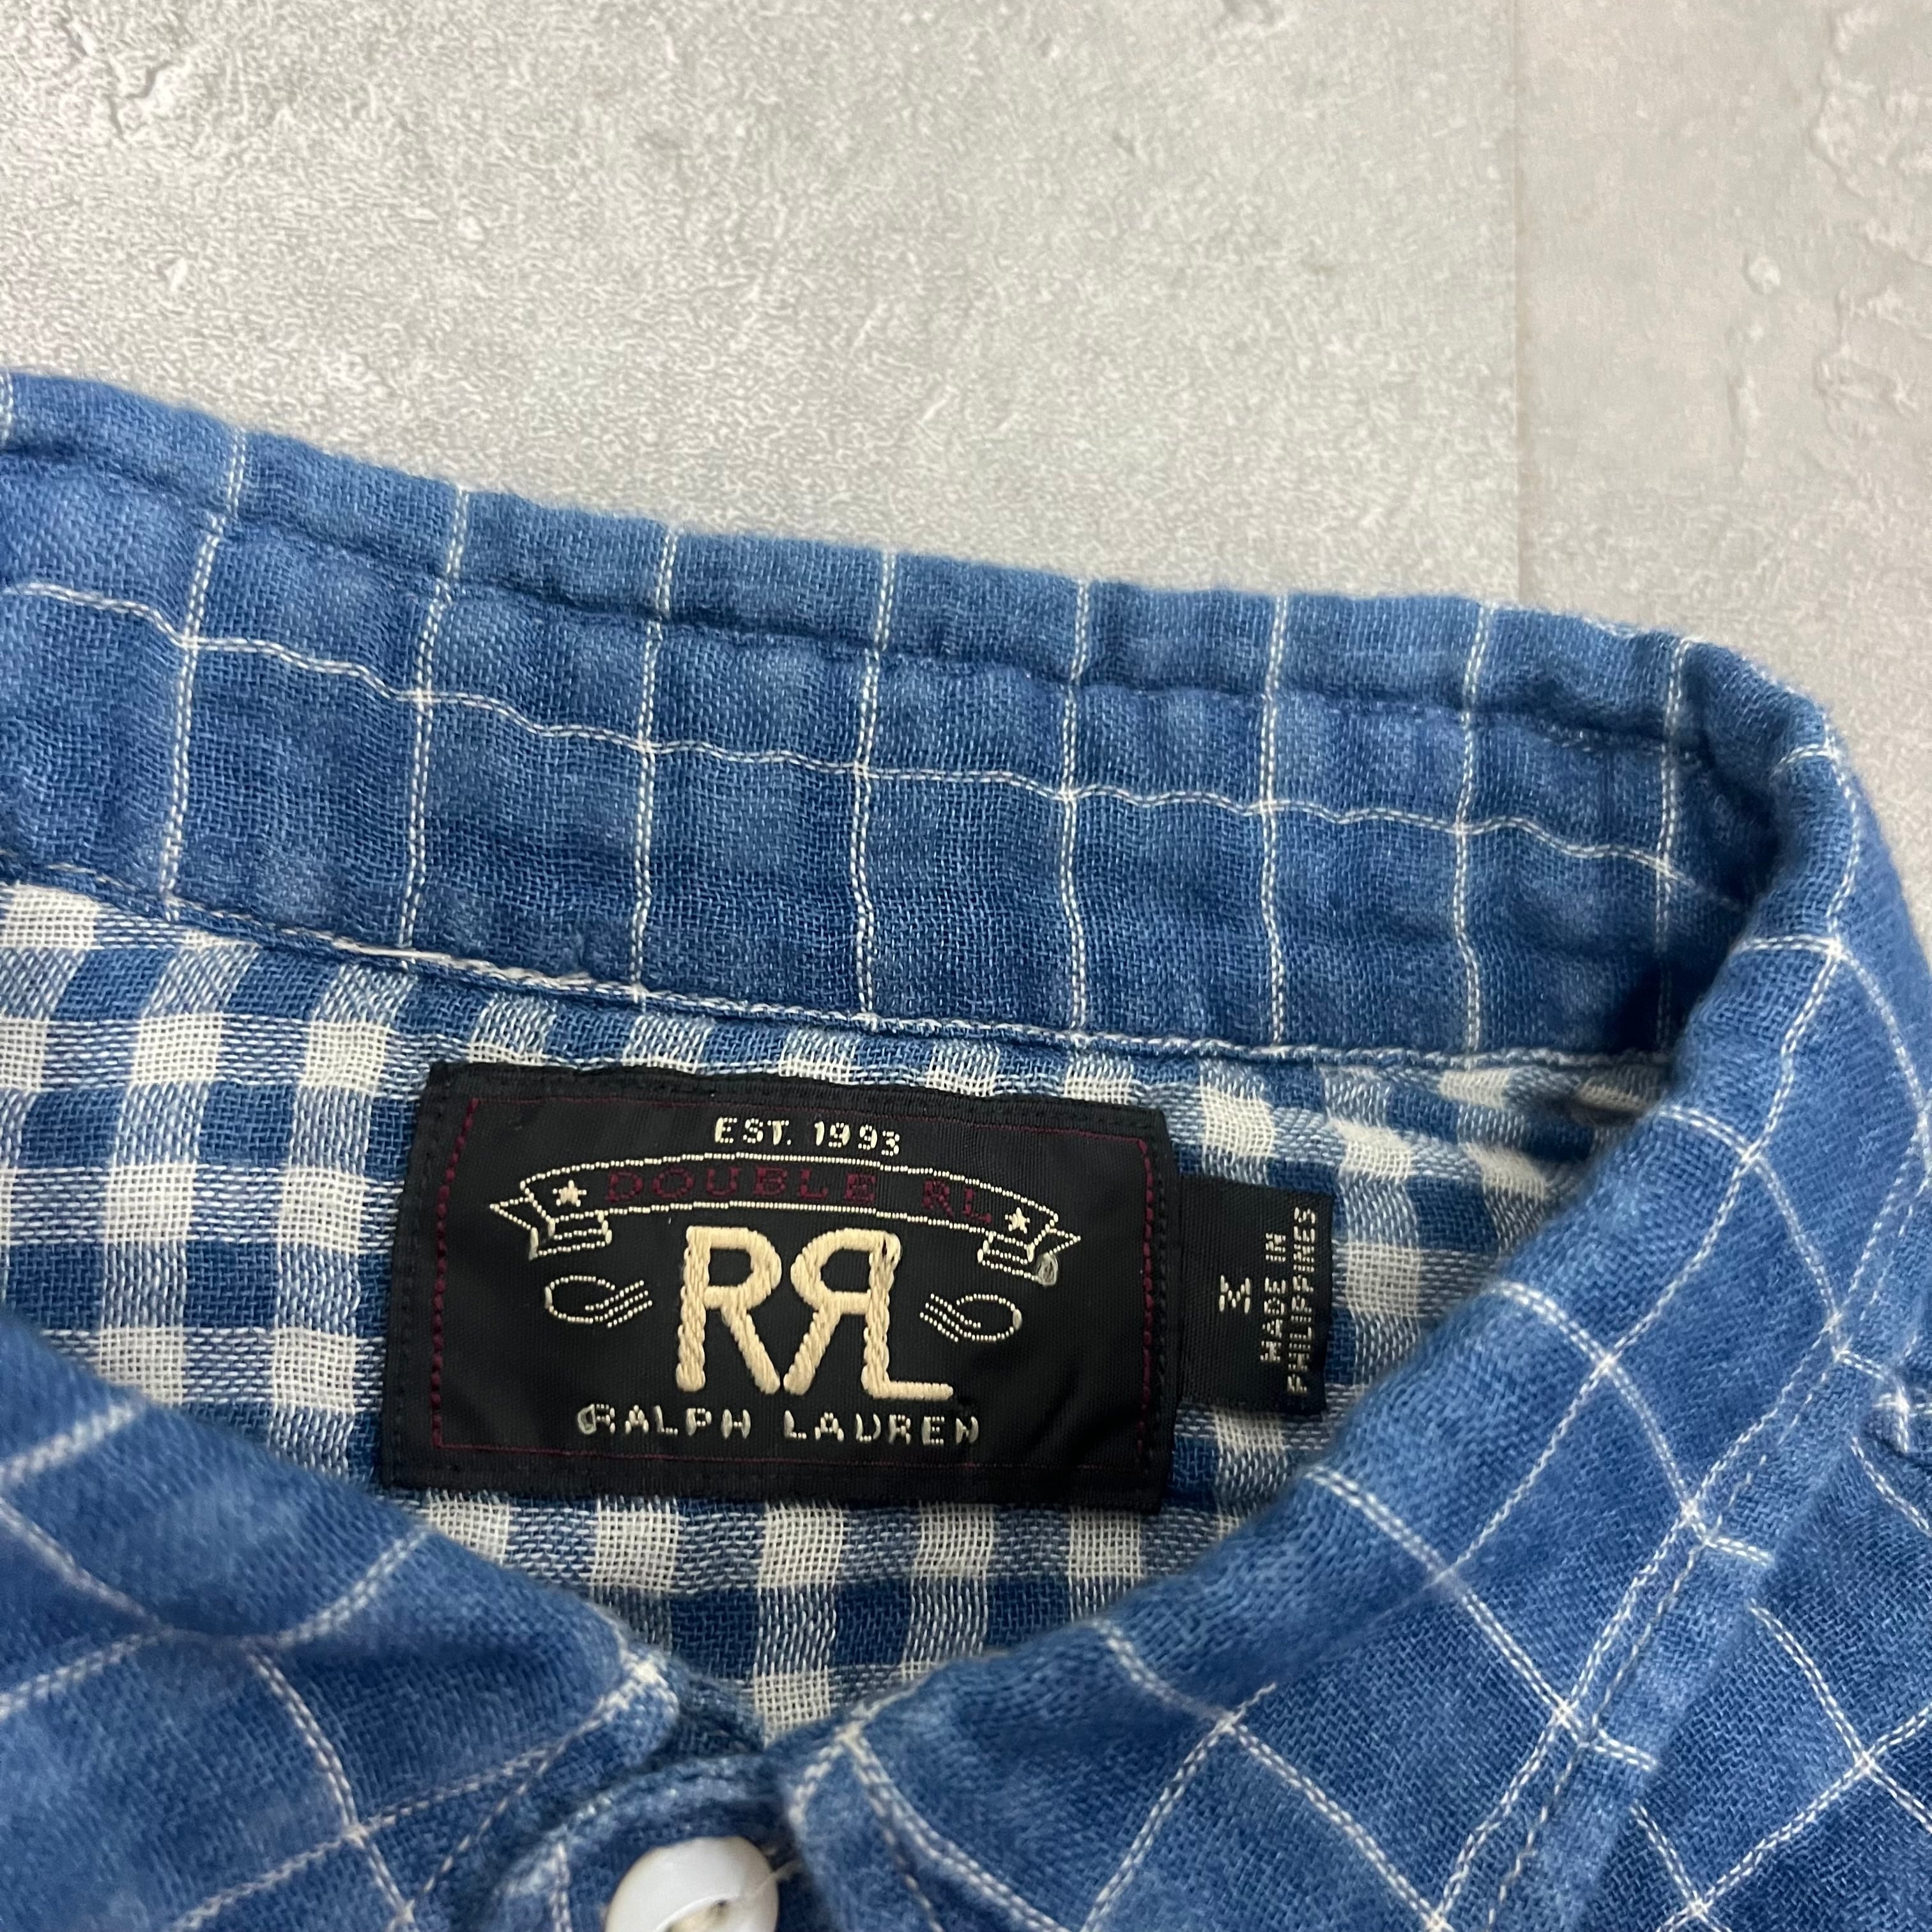 EST. 1993
DOUBLE RL
RRL
RALPH LAUREN
M
MADE IN
PHILIPPINES